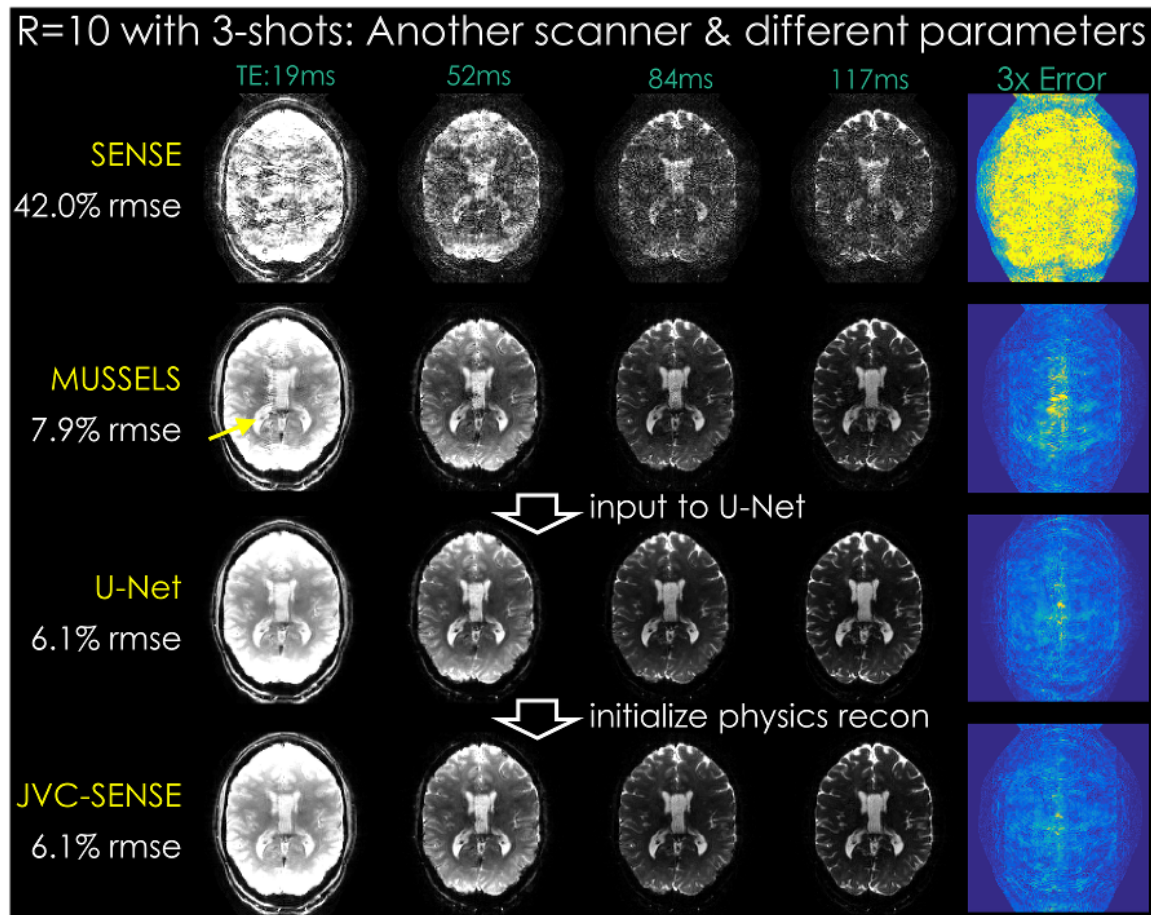 R=10 with 3-shots: Another scanner & different parameters
TE:19ms 52ms 84ms 117ms 3x Error
SENSE
42.0% rmse
MUSSELS
7.9% rmse
input to U-Net
U-Net
6.1% rmse
initialize physics recon
JVC-SENSE
6.1% rmse